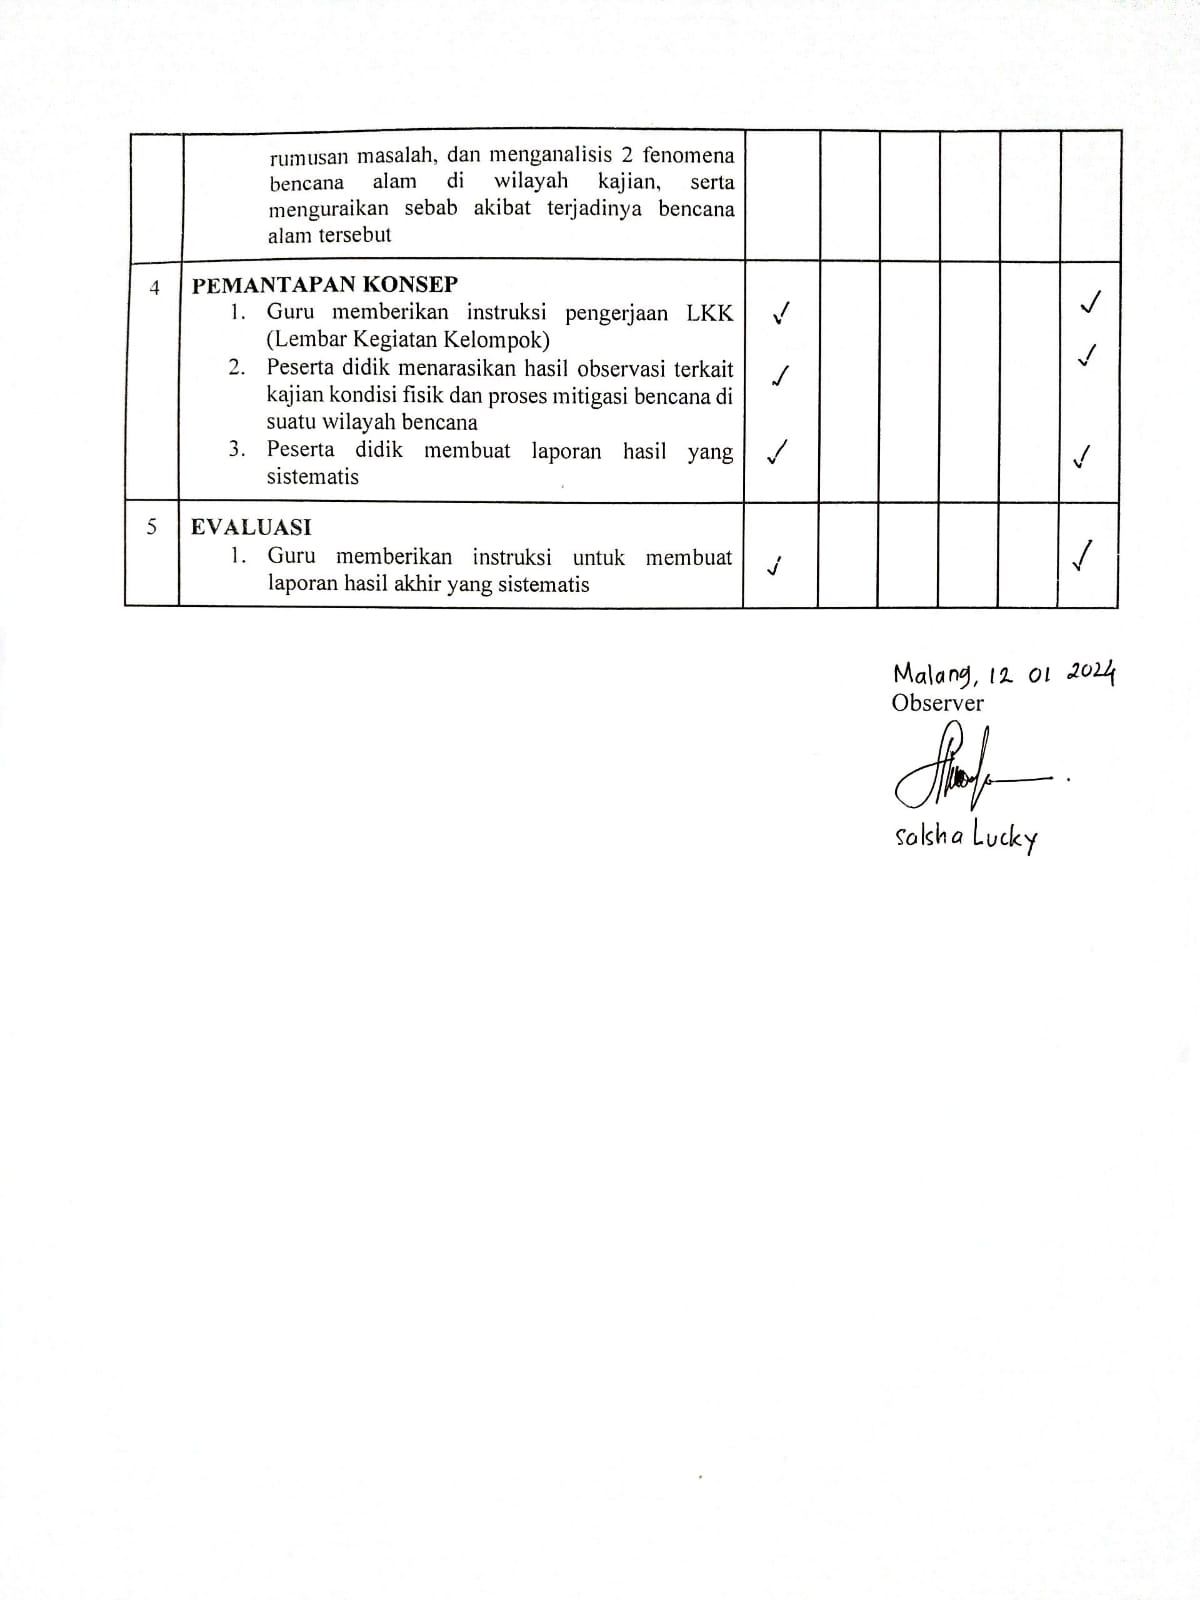 rumusan masalah, dan menganalisis 2 fenomena
bencana alam di wilayah kajian, serta
menguraikan sebab akibat terjadinya bencana
alam tersebut
4 PEMANTAPAN KONSEP
1. Guru memberikan instruksi pengerjaan LKK ✓ ✓
(Lembar Kegiatan Kelompok)
2. Peserta didik menarasikan hasil observasi terkait ✓ ✓
kajian kondisi fisik dan proses mitigasi bencana di
suatu wilayah bencana
3. Peserta didik membuat laporan hasil yang ✓ ✓
sistematis
5 EVALUASI
1. Guru memberikan instruksi untuk membuat ✓ ✓
laporan hasil akhir yang sistematis
Malang, 12 01 2024
Observer
Salsha Lucky